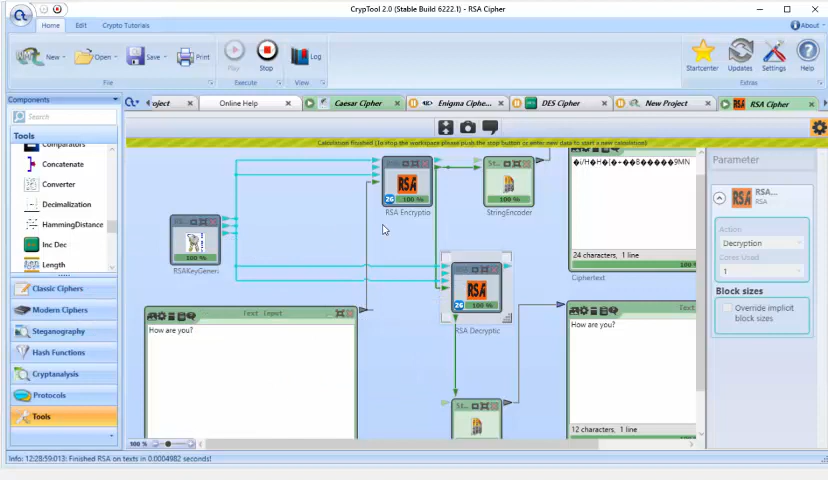 CrypTool 2.0 (Stable Build 6222.1) - RSA Cipher
Home Edit Crypto Tutorials About
New Open Save Print Play Stop Log Startcenter Updates Settings Help
File Execute View Extras
Components
Search
Tools
Comparators
Concatenate
Converter
Decimalization
HammingDistance
Inc Dec
Length
Classic Ciphers
Modern Ciphers
Steganography
Hash Functions
Cryptanalysis
Protocols
Tools
oject Online Help Caesar Cipher Enigma Ciphe... DES Cipher New Project RSA Cipher
Calculation finished (To stop the workspace please push the stop button or enter new data to start a new calculation)
RSA
100 %
RSA Encryptio
St...
100 %
StringEncoder
24 characters, 1 line
100 %
Ciphertext
100 %
RSAKeyGener
RSA
100 %
RSA Decryptic
Text Input
How are you?
St...
How are you?
12 characters, 1 line
Parameter
RSA...
RSA
Action
Decryption
Cores Used
1
Block sizes
Override implicit
block sizes
100 %
Info: 12:28:59:013: Finished RSA on texts in 0.0004982 seconds!